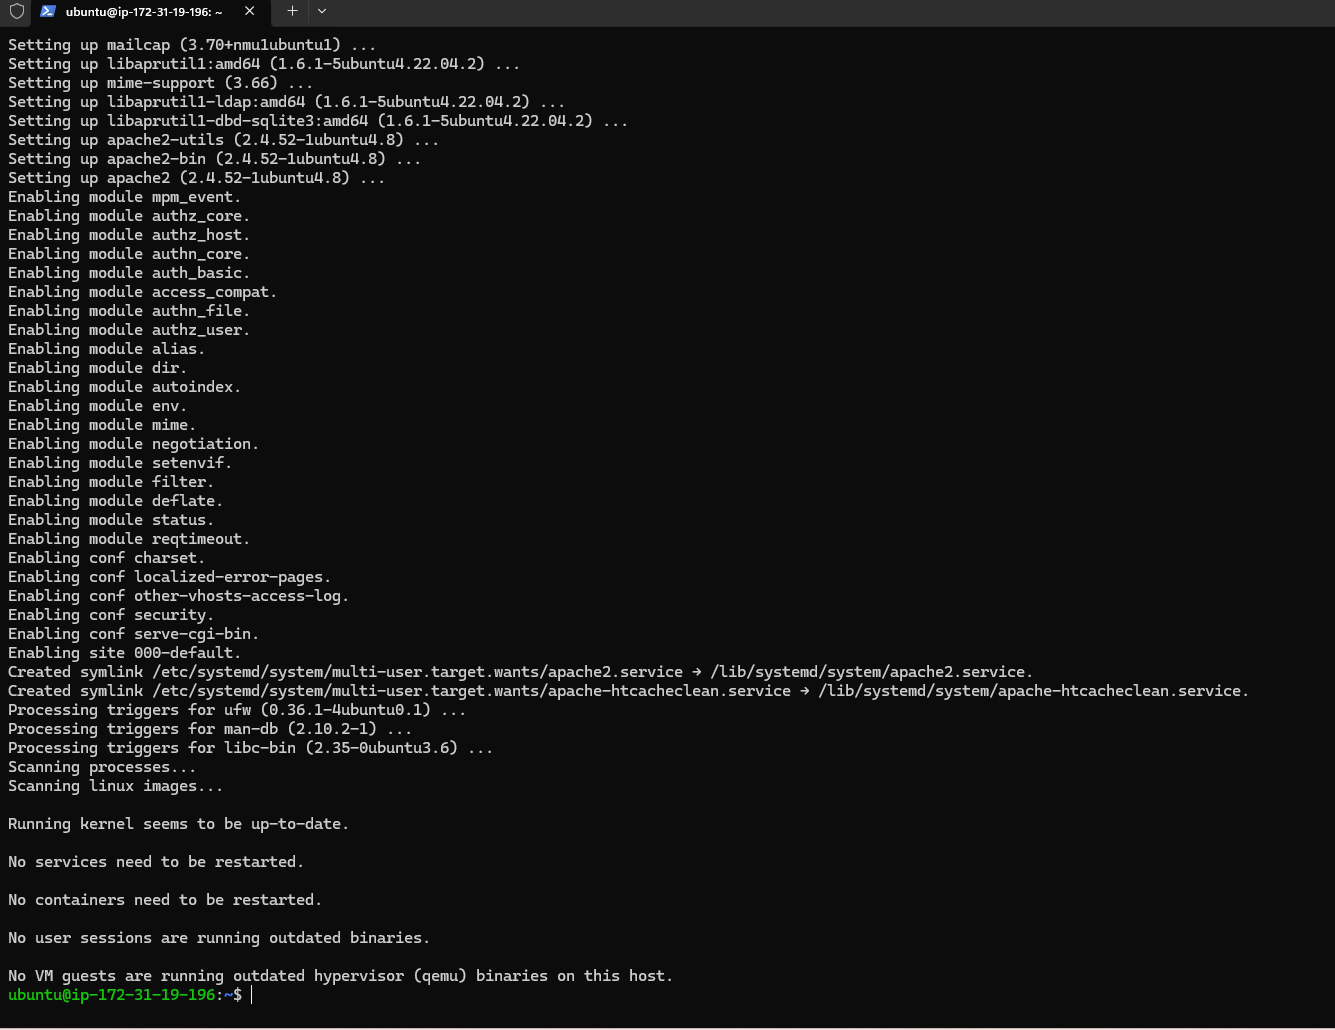 ubuntu@ip-172-31-19-196: ~
Setting up mailcap (3.70+nmu1ubuntu1) ...
Setting up libaprutil1:amd64 (1.6.1-5ubuntu4.22.04.2) ...
Setting up mime-support (3.66) ...
Setting up libaprutil1-ldap:amd64 (1.6.1-5ubuntu4.22.04.2) ...
Setting up libaprutil1-dbd-sqlite3:amd64 (1.6.1-5ubuntu4.22.04.2) ...
Setting up apache2-utils (2.4.52-1ubuntu4.8) ...
Setting up apache2-bin (2.4.52-1ubuntu4.8) ...
Setting up apache2 (2.4.52-1ubuntu4.8) ...
Enabling module mpm_event.
Enabling module authz_core.
Enabling module authz_host.
Enabling module authn_core.
Enabling module auth_basic.
Enabling module access_compat.
Enabling module authn_file.
Enabling module authz_user.
Enabling module alias.
Enabling module dir.
Enabling module autoindex.
Enabling module env.
Enabling module mime.
Enabling module negotiation.
Enabling module setenvif.
Enabling module filter.
Enabling module deflate.
Enabling module status.
Enabling module reqtimeout.
Enabling conf charset.
Enabling conf localized-error-pages.
Enabling conf other-vhosts-access-log.
Enabling conf security.
Enabling conf serve-cgi-bin.
Enabling site 000-default.
Created symlink /etc/systemd/system/multi-user.target.wants/apache2.service → /lib/systemd/system/apache2.service.
Created symlink /etc/systemd/system/multi-user.target.wants/apache-htcacheclean.service → /lib/systemd/system/apache-htcacheclean.service.
Processing triggers for ufw (0.36.1-4ubuntu0.1) ...
Processing triggers for man-db (2.10.2-1) ...
Processing triggers for libc-bin (2.35-0ubuntu3.6) ...
Scanning processes...
Scanning linux images...
Running kernel seems to be up-to-date.
No services need to be restarted.
No containers need to be restarted.
No user sessions are running outdated binaries.
No VM guests are running outdated hypervisor (qemu) binaries on this host.
ubuntu@ip-172-31-19-196:~$